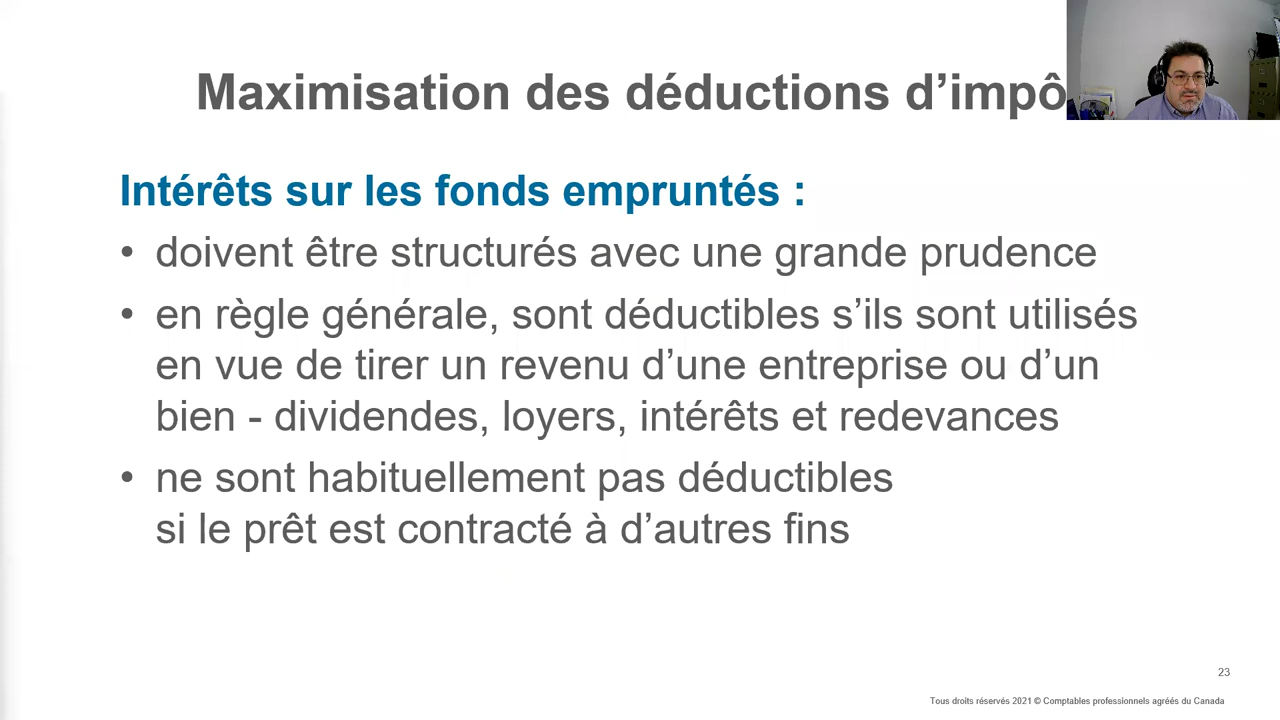 Maximisation des déductions d’impô
Intérêts sur les fonds empruntés :
• doivent être structurés avec une grande prudence
• en règle générale, sont déductibles s’ils sont utilisés
en vue de tirer un revenu d’une entreprise ou d’un
bien - dividendes, loyers, intérêts et redevances
• ne sont habituellement pas déductibles
si le prêt est contracté à d’autres fins
23
Tous droits réservés 2021 © Comptables professionnels agréés du Canada